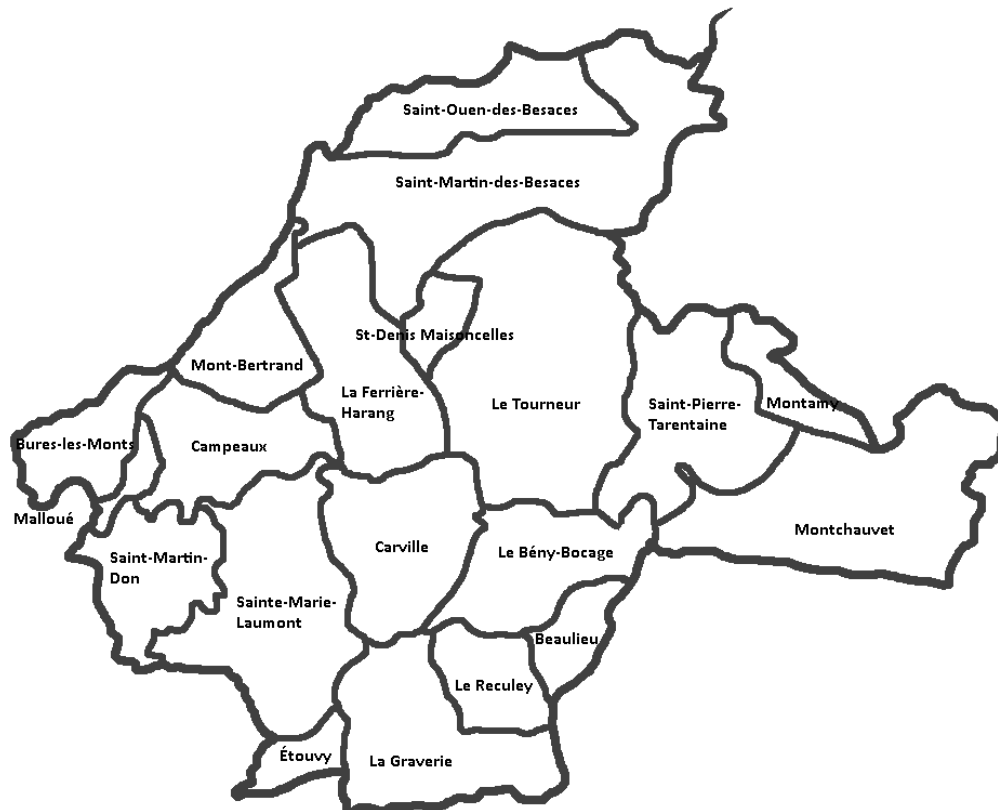 Saint-Ouen-des-Besaces
Saint-Martin-des-Besaces
St-Denis Maisoncelles
Mont-Bertrand
La Ferrière-
Harang
Le Tourneur
Saint-Pierre-
Tarentaine
Montamy
Bures-les-Monts
Campeaux
Malloué
Montchauvet
Carville
Le Bény-Bocage
Saint-Martin-
Don
Sainte-Marie-
Laumont
Beaulieu
Le Reculey
Étouvy
La Graverie